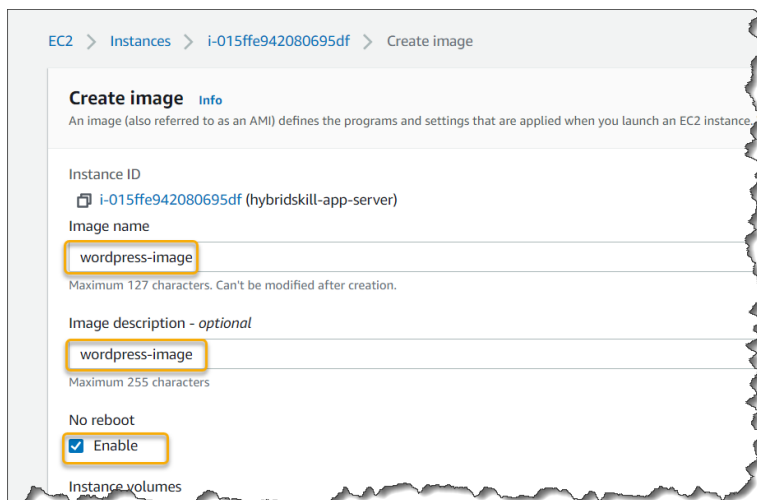 EC2 > Instances > i-015ffe942080695df > Create image
Create image Info
An image (also referred to as an AMI) defines the programs and settings that are applied when you launch an EC2 instance.
Instance ID
i-015ffe942080695df (hybridskill-app-server)
Image name
wordpress-image
Maximum 127 characters. Can't be modified after creation.
Image description - optional
wordpress-image
Maximum 255 characters
No reboot
Enable
Instance volumes